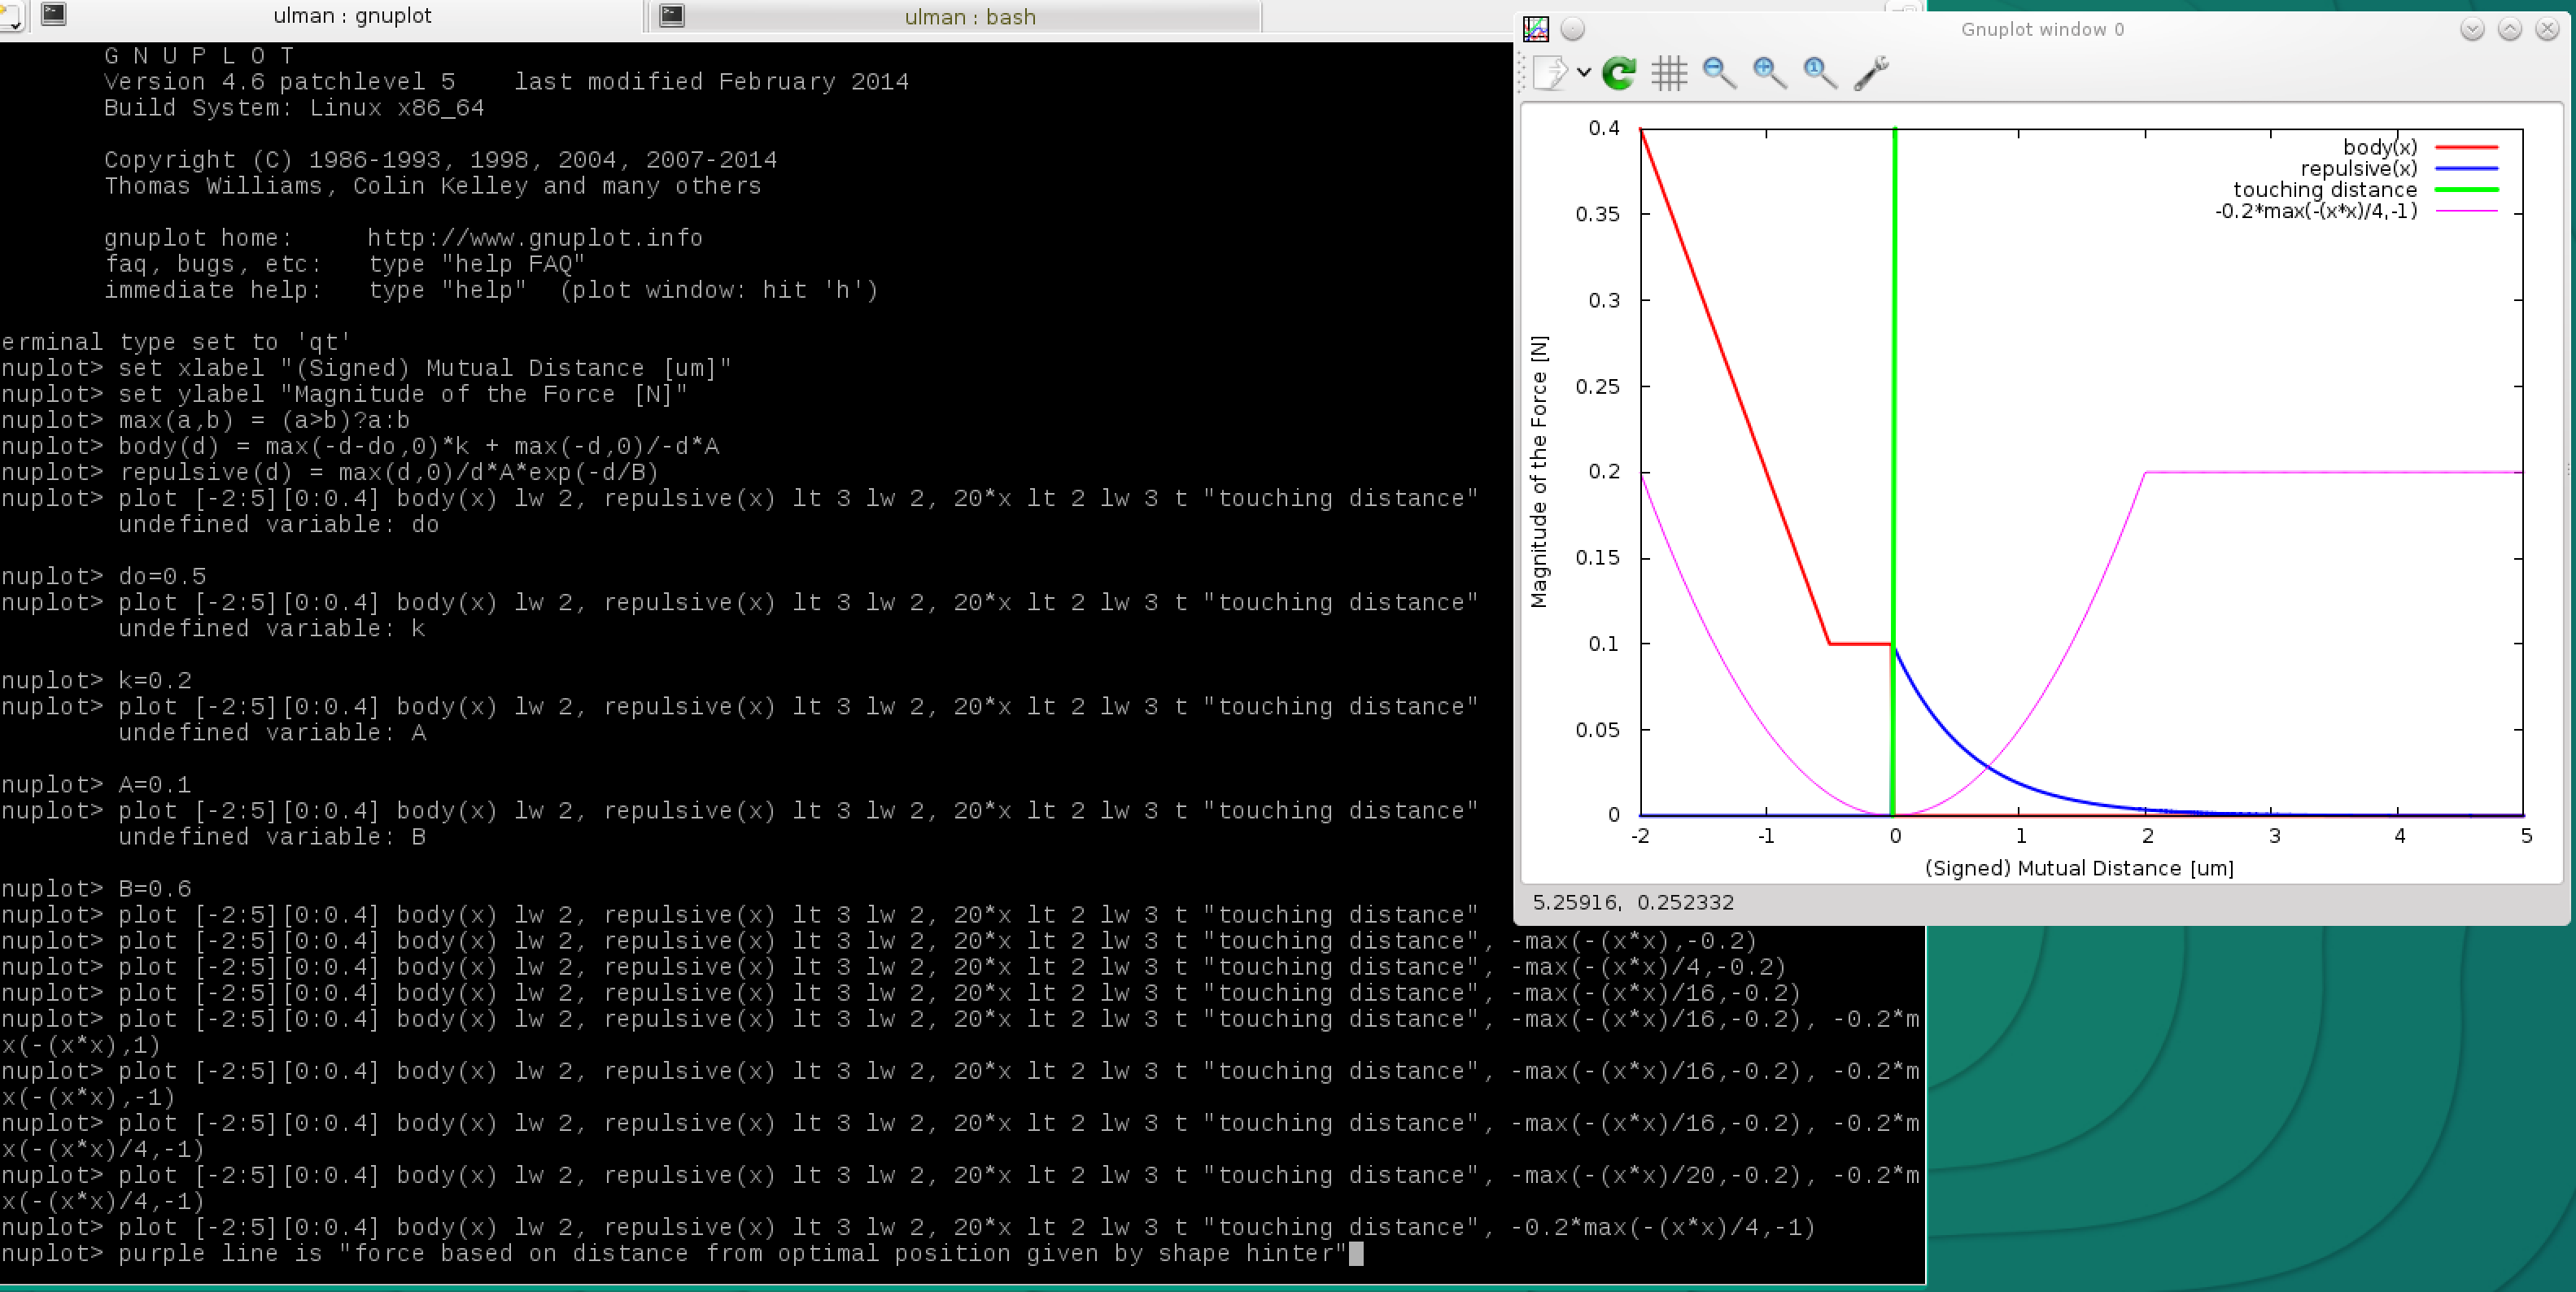 ulman : gnuplot
ulman : bash
G N U P L O T
Version 4.6 patchlevel 5    last modified February 2014
Build System: Linux x86_64
Copyright (C) 1986-1993, 1998, 2004, 2007-2014
Thomas Williams, Colin Kelley and many others
gnuplot home:     http://www.gnuplot.info
faq, bugs, etc:   type "help FAQ"
immediate help:   type "help"  (plot window: hit 'h')
erminal type set to 'qt'
nuplot> set xlabel "(Signed) Mutual Distance [um]"
nuplot> set ylabel "Magnitude of the Force [N]"
nuplot> max(a,b) = (a>b)?a:b
nuplot> body(d) = max(-d-do,0)*k + max(-d,0)/-d*A
nuplot> repulsive(d) = max(d,0)/d*A*exp(-d/B)
nuplot> plot [-2:5][0:0.4] body(x) lw 2, repulsive(x) lt 3 lw 2, 20*x lt 2 lw 3 t "touching distance"
undefined variable: do
nuplot> do=0.5
nuplot> plot [-2:5][0:0.4] body(x) lw 2, repulsive(x) lt 3 lw 2, 20*x lt 2 lw 3 t "touching distance"
undefined variable: k
nuplot> k=0.2
nuplot> plot [-2:5][0:0.4] body(x) lw 2, repulsive(x) lt 3 lw 2, 20*x lt 2 lw 3 t "touching distance"
undefined variable: A
nuplot> A=0.1
nuplot> plot [-2:5][0:0.4] body(x) lw 2, repulsive(x) lt 3 lw 2, 20*x lt 2 lw 3 t "touching distance"
undefined variable: B
nuplot> B=0.6
nuplot> plot [-2:5][0:0.4] body(x) lw 2, repulsive(x) lt 3 lw 2, 20*x lt 2 lw 3 t "touching distance"
nuplot> plot [-2:5][0:0.4] body(x) lw 2, repulsive(x) lt 3 lw 2, 20*x lt 2 lw 3 t "touching distance", -max(-(x*x),-0.2)
nuplot> plot [-2:5][0:0.4] body(x) lw 2, repulsive(x) lt 3 lw 2, 20*x lt 2 lw 3 t "touching distance", -max(-(x*x)/4,-0.2)
nuplot> plot [-2:5][0:0.4] body(x) lw 2, repulsive(x) lt 3 lw 2, 20*x lt 2 lw 3 t "touching distance", -max(-(x*x)/16,-0.2)
nuplot> plot [-2:5][0:0.4] body(x) lw 2, repulsive(x) lt 3 lw 2, 20*x lt 2 lw 3 t "touching distance", -max(-(x*x)/16,-0.2), -0.2*m
x(-(x*x),1)
nuplot> plot [-2:5][0:0.4] body(x) lw 2, repulsive(x) lt 3 lw 2, 20*x lt 2 lw 3 t "touching distance", -max(-(x*x)/16,-0.2), -0.2*m
x(-(x*x),-1)
nuplot> plot [-2:5][0:0.4] body(x) lw 2, repulsive(x) lt 3 lw 2, 20*x lt 2 lw 3 t "touching distance", -max(-(x*x)/16,-0.2), -0.2*m
x(-(x*x)/4,-1)
nuplot> plot [-2:5][0:0.4] body(x) lw 2, repulsive(x) lt 3 lw 2, 20*x lt 2 lw 3 t "touching distance", -max(-(x*x)/20,-0.2), -0.2*m
x(-(x*x)/4,-1)
nuplot> plot [-2:5][0:0.4] body(x) lw 2, repulsive(x) lt 3 lw 2, 20*x lt 2 lw 3 t "touching distance", -0.2*max(-(x*x)/4,-1)
nuplot> purple line is "force based on distance from optimal position given by shape hinter"
Gnuplot window 0
1
body(x)
repulsive(x)
touching distance
-0.2*max(-(x*x)/4,-1)
0.4
0.35
0.3
0.25
0.2
0.15
0.1
0.05
0
Magnitude of the Force [N]
-2 -1 0 1 2 3 4 5
(Signed) Mutual Distance [um]
5.25916, 0.252332